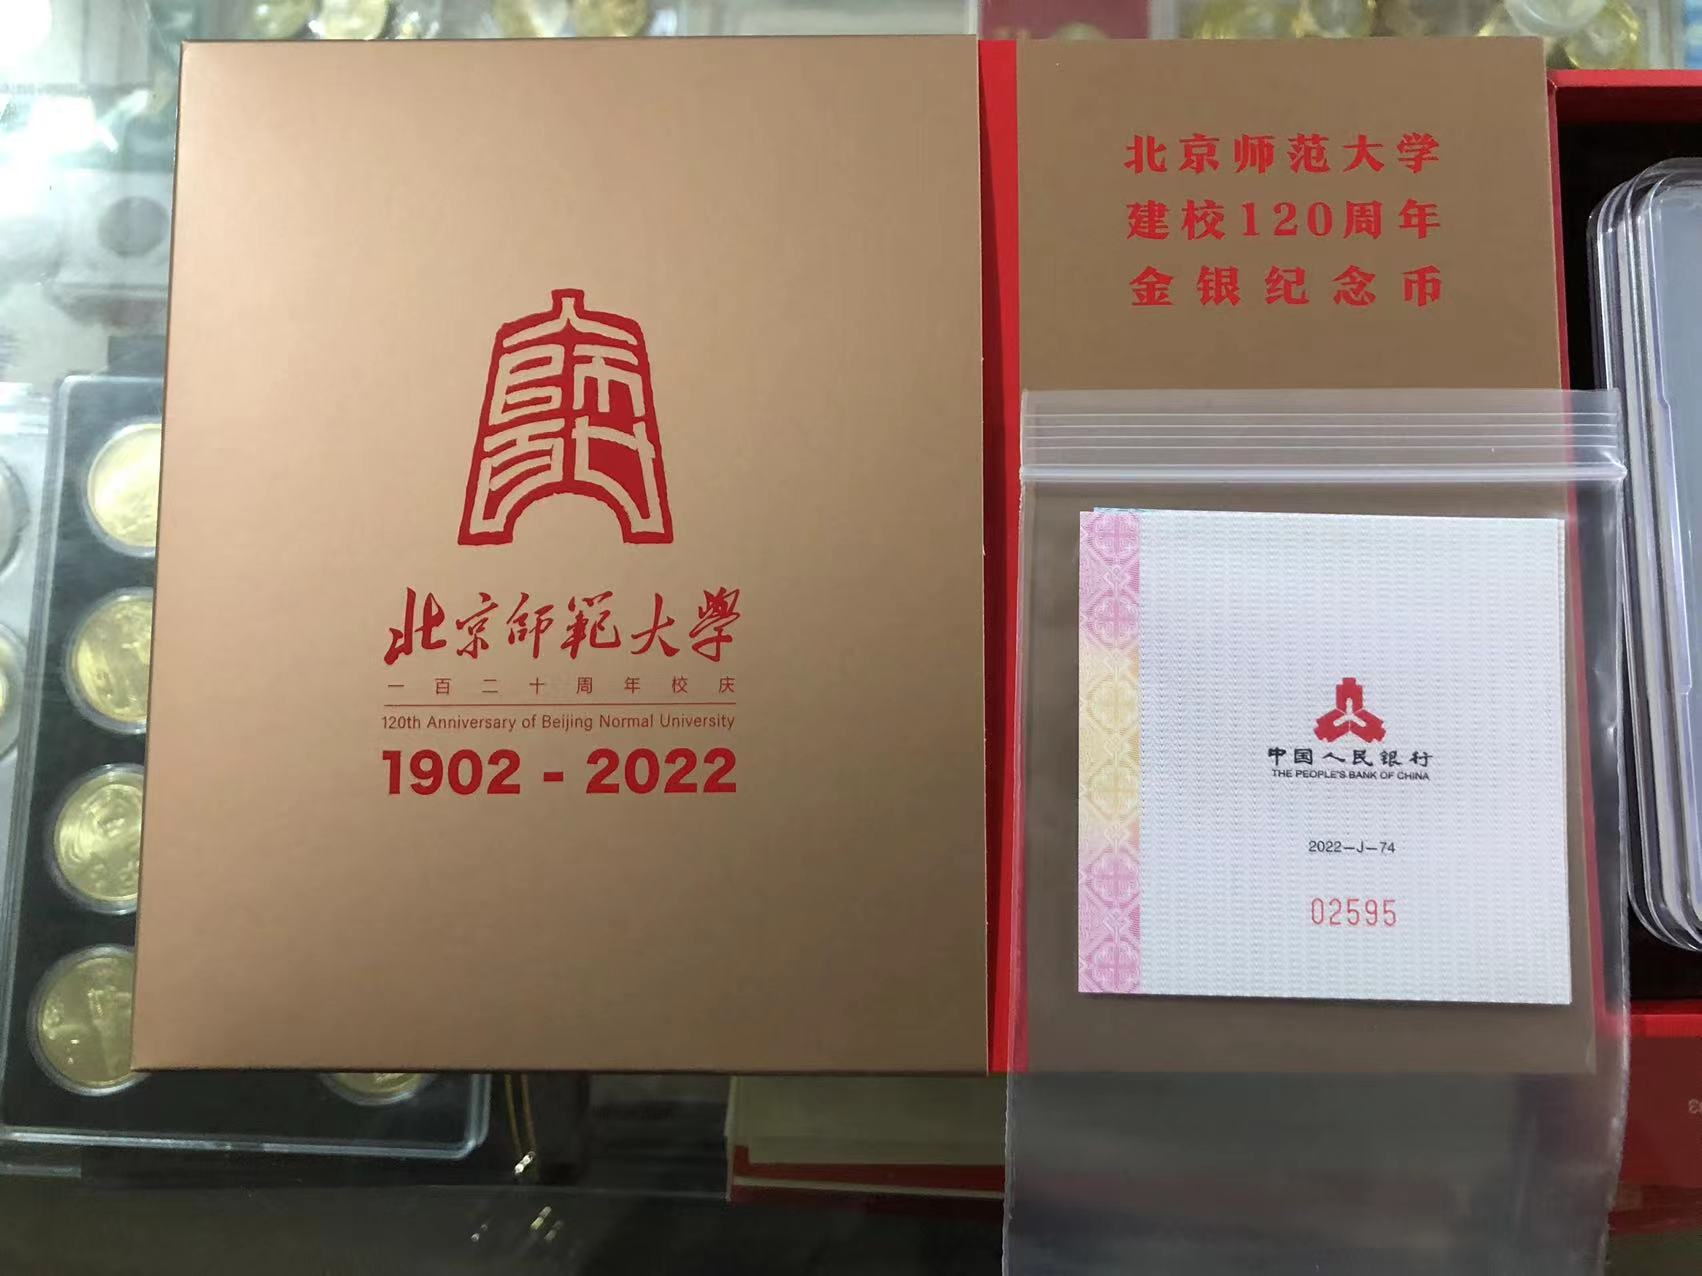 北京師範大學
一百二十周年校庆
120th Anniversary of Beijing Normal University
1902 - 2022
北京师范大学
建校120周年
金银纪念币
中国人民银行
THE PEOPLE'S BANK OF CHINA
2022-J-74
02595